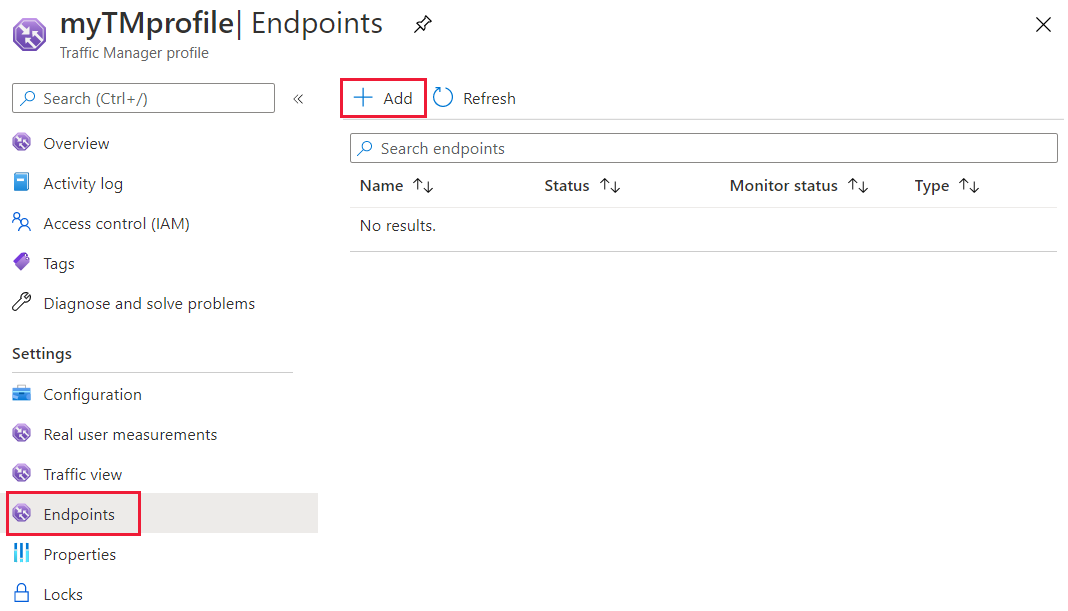 myTMprofile| Endpoints
Traffic Manager profile
Search (Ctrl+/)
«
Add
Refresh
Search endpoints
Name ↑↓ Status ↑↓ Monitor status ↑↓ Type ↑↓
No results.
Overview
Activity log
Access control (IAM)
Tags
Diagnose and solve problems
Settings
Configuration
Real user measurements
Traffic view
Endpoints
Properties
Locks